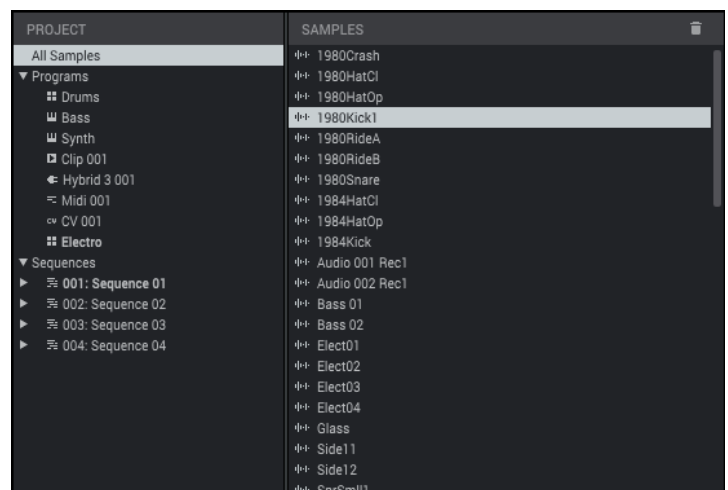 PROJECT
All Samples
Programs
Drums
Bass
Synth
Clip 001
Hybrid 3 001
Midi 001
CV CV 001
Electro
Sequences
001: Sequence 01
002: Sequence 02
003: Sequence 03
004: Sequence 04
SAMPLES
1980Crash
1980HatCl
1980HatOp
1980Kick1
1980RideA
1980RideB
1980Snare
1984HatCl
1984HatOp
1984Kick
Audio 001 Rec1
Audio 002 Rec1
Bass 01
Bass 02
Elect01
Elect02
Elect03
Elect04
Glass
Side11
Side12